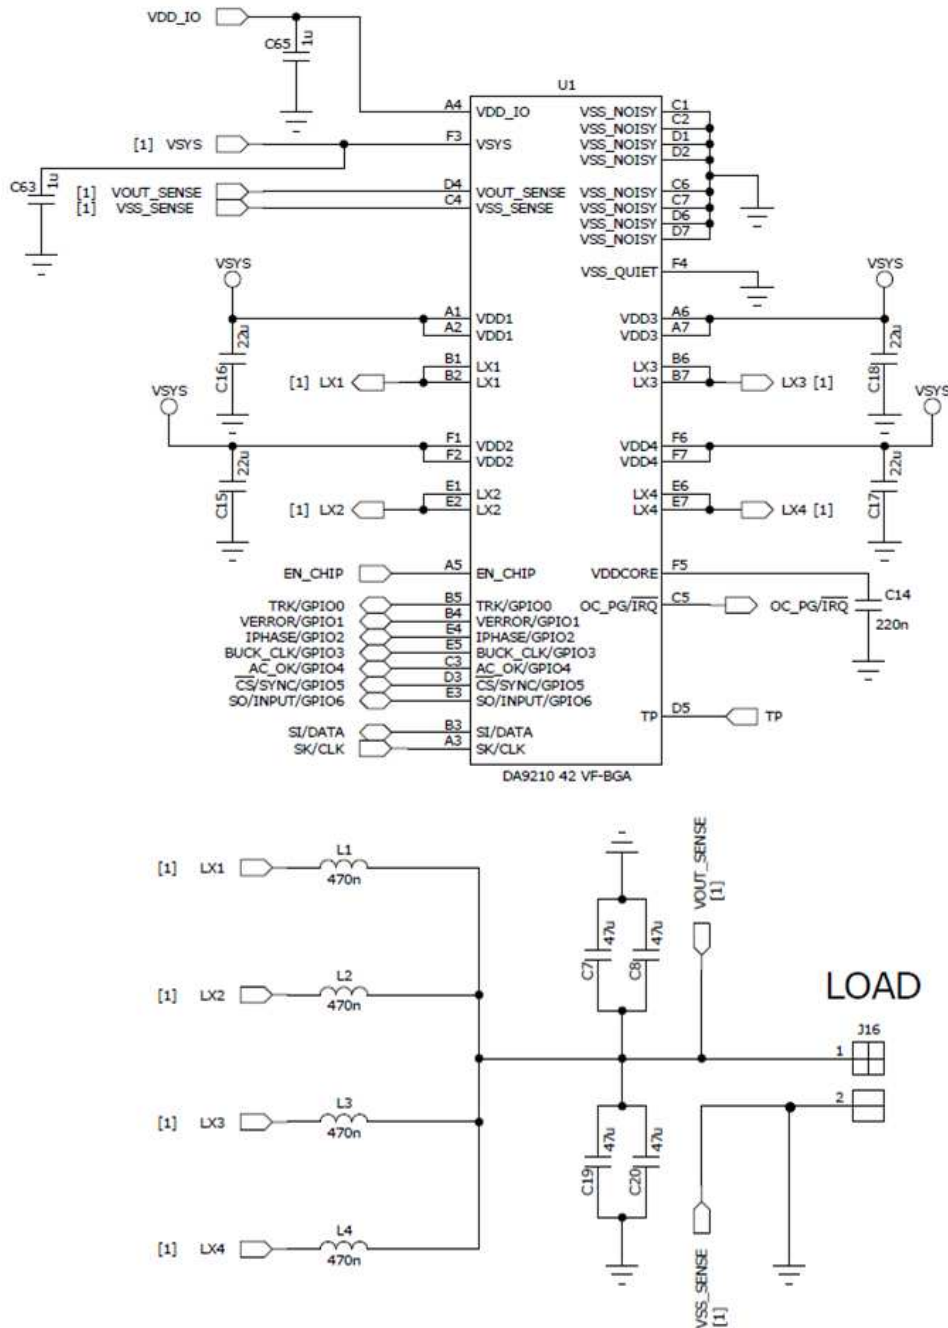 VDD_IO
C65
1u
U1
A4 VDD_IO VSS_NOISY C1
VSS_NOISY C2
[1] VSYS F3 VSYS VSS_NOISY D1
VSS_NOISY D2
C63
1u
[1] VOUT_SENSE D4 VOUT_SENSE VSS_NOISY C6
[1] VSS_SENSE C4 VSS_SENSE VSS_NOISY C7
VSS_NOISY D6
VSS_NOISY D7
VSYS VSS_QUIET F4 VSYS
A1 VDD1 VDD3 A6
A2 VDD1 VDD3 A7
C16
22u
C18
22u
B1 LX1 LX3 B6
[1] LX1 B2 LX1 LX3 B7 LX3 [1]
VSYS VSYS
F1 VDD2 VDD4 F6
F2 VDD2 VDD4 F7
C15
22u
C17
22u
E1 LX2 LX4 E6
[1] LX2 E2 LX2 LX4 E7 LX4 [1]
EN_CHIP A5 EN_CHIP VDDCORE F5
TRK/GPIO0 B5 TRK/GPIO0 OC_PG/IRQ C5 OC_PG/IRQ
C14
220n
VERROR/GPIO1 B4 VERROR/GPIO1
IPHASE/GPIO2 E4 IPHASE/GPIO2
BUCK_CLK/GPIO3 E5 BUCK_CLK/GPIO3
AC_OK/GPIO4 C3 AC_OK/GPIO4
CS/SYNC/GPIO5 D3 CS/SYNC/GPIO5
SO/INPUT/GPIO6 E3 SO/INPUT/GPIO6
TP D5 TP
SI/DATA B3 SI/DATA
SK/CLK A3 SK/CLK
DA9210 42 VF-BGA
[1] LX1 L1
470n
VOUT_SENSE
[1]
C7
47u
C8
47u
[1] LX2 L2
470n
LOAD
J16
1
2
[1] LX3 L3
470n
C19
47u
C20
47u
[1] LX4 L4
470n
VSS_SENSE
[1]